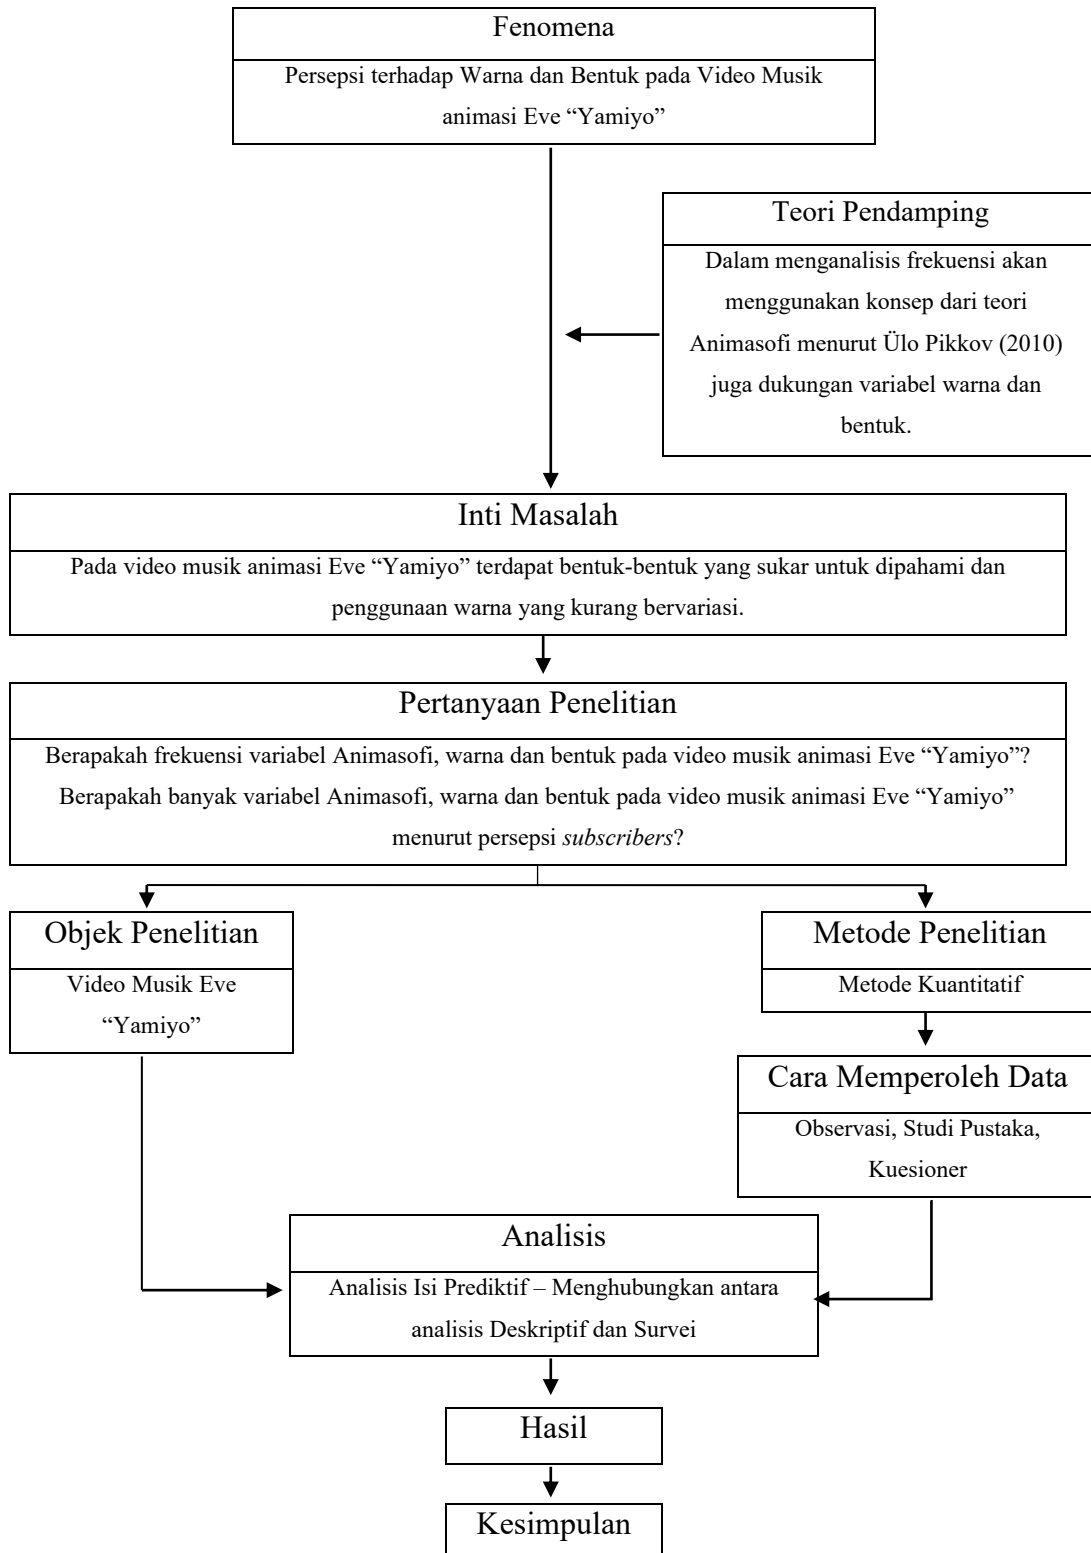 Fenomena
Persepsi terhadap Warna dan Bentuk pada Video Musik
animasi Eve “Yamiyo”
Teori Pendamping
Dalam menganalisis frekuensi akan
menggunakan konsep dari teori
Animasofi menurut Ülo Pikkov (2010)
juga dukungan variabel warna dan
bentuk.
Inti Masalah
Pada video musik animasi Eve “Yamiyo” terdapat bentuk-bentuk yang sukar untuk dipahami dan
penggunaan warna yang kurang bervariasi.
Pertanyaan Penelitian
Berapakah frekuensi variabel Animasofi, warna dan bentuk pada video musik animasi Eve “Yamiyo”?
Berapakah banyak variabel Animasofi, warna dan bentuk pada video musik animasi Eve “Yamiyo”
menurut persepsi subscribers?
Objek Penelitian
Video Musik Eve
“Yamiyo”
Metode Penelitian
Metode Kuantitatif
Cara Memperoleh Data
Observasi, Studi Pustaka,
Kuesioner
Analisis
Analisis Isi Prediktif – Menghubungkan antara
analisis Deskriptif dan Survei
Hasil
Kesimpulan